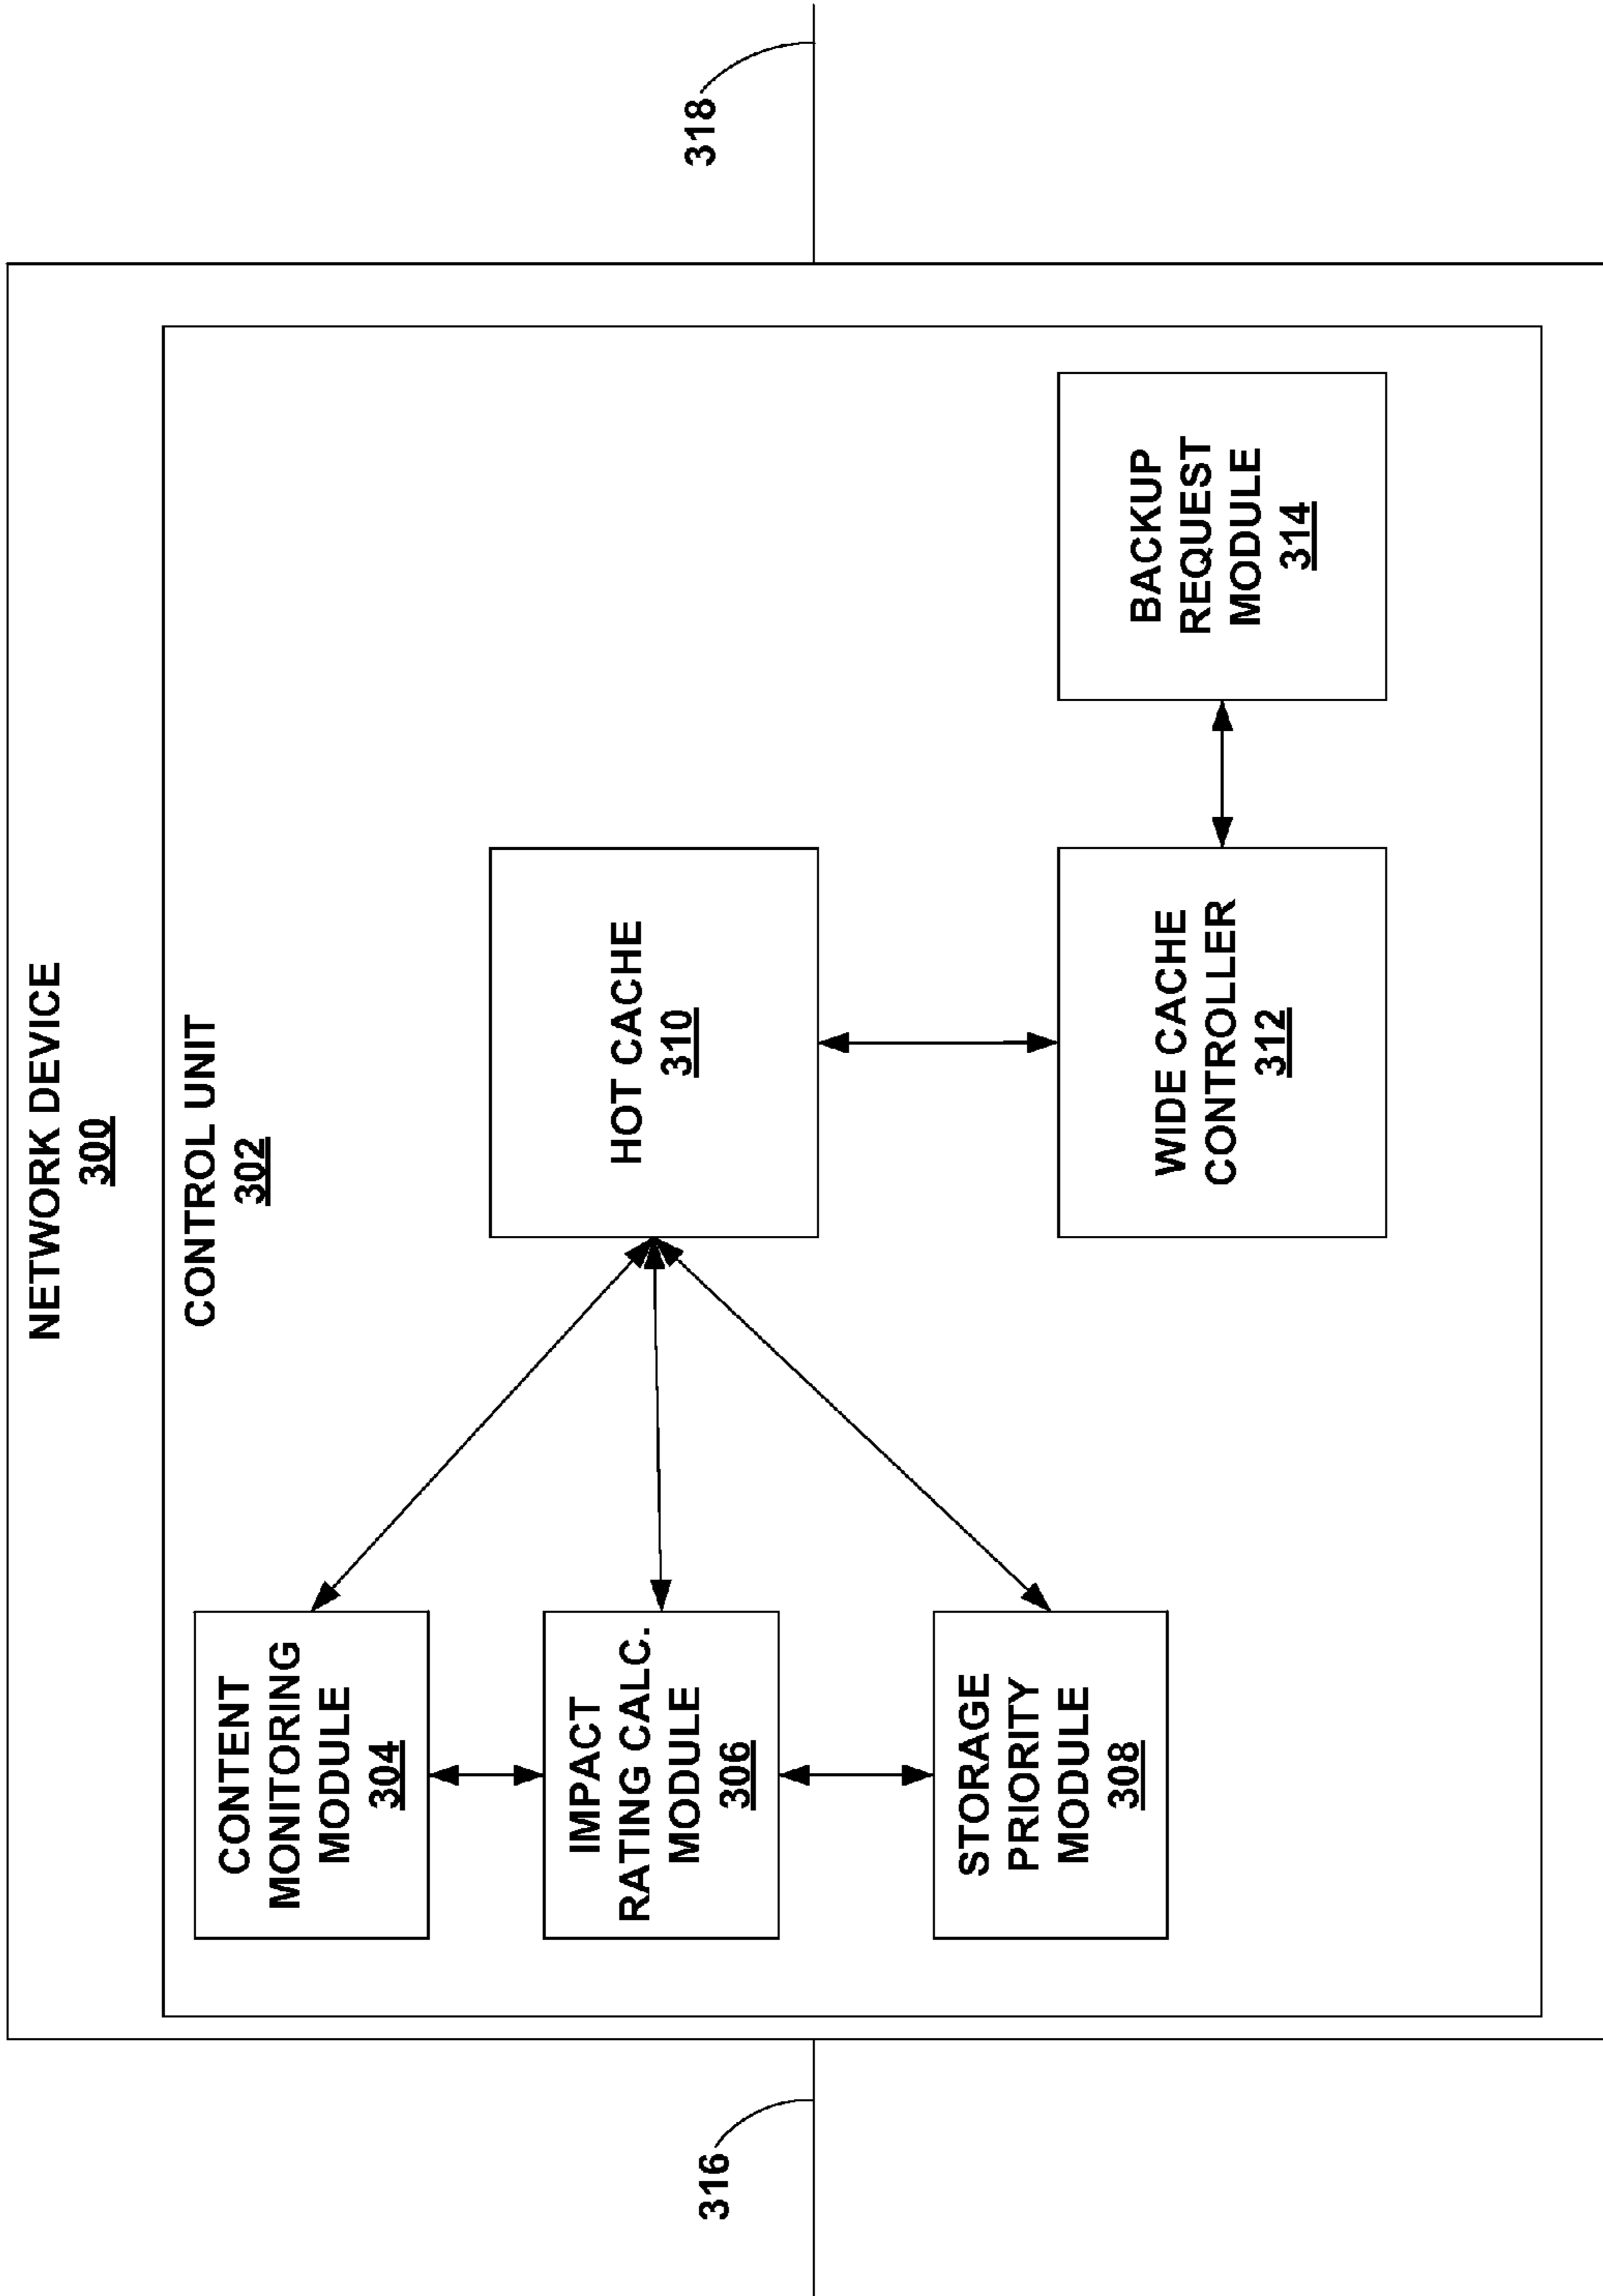 NETWORK DEVICE
300
CONTROL UNIT
302
CONTENT
MONITORING
MODULE
304
IMPACT
RATING CALC.
MODULE
306
STORAGE
PRIORITY
MODULE
308
HOT CACHE
310
WIDE CACHE
CONTROLLER
312
BACKUP
REQUEST
MODULE
314
316
318